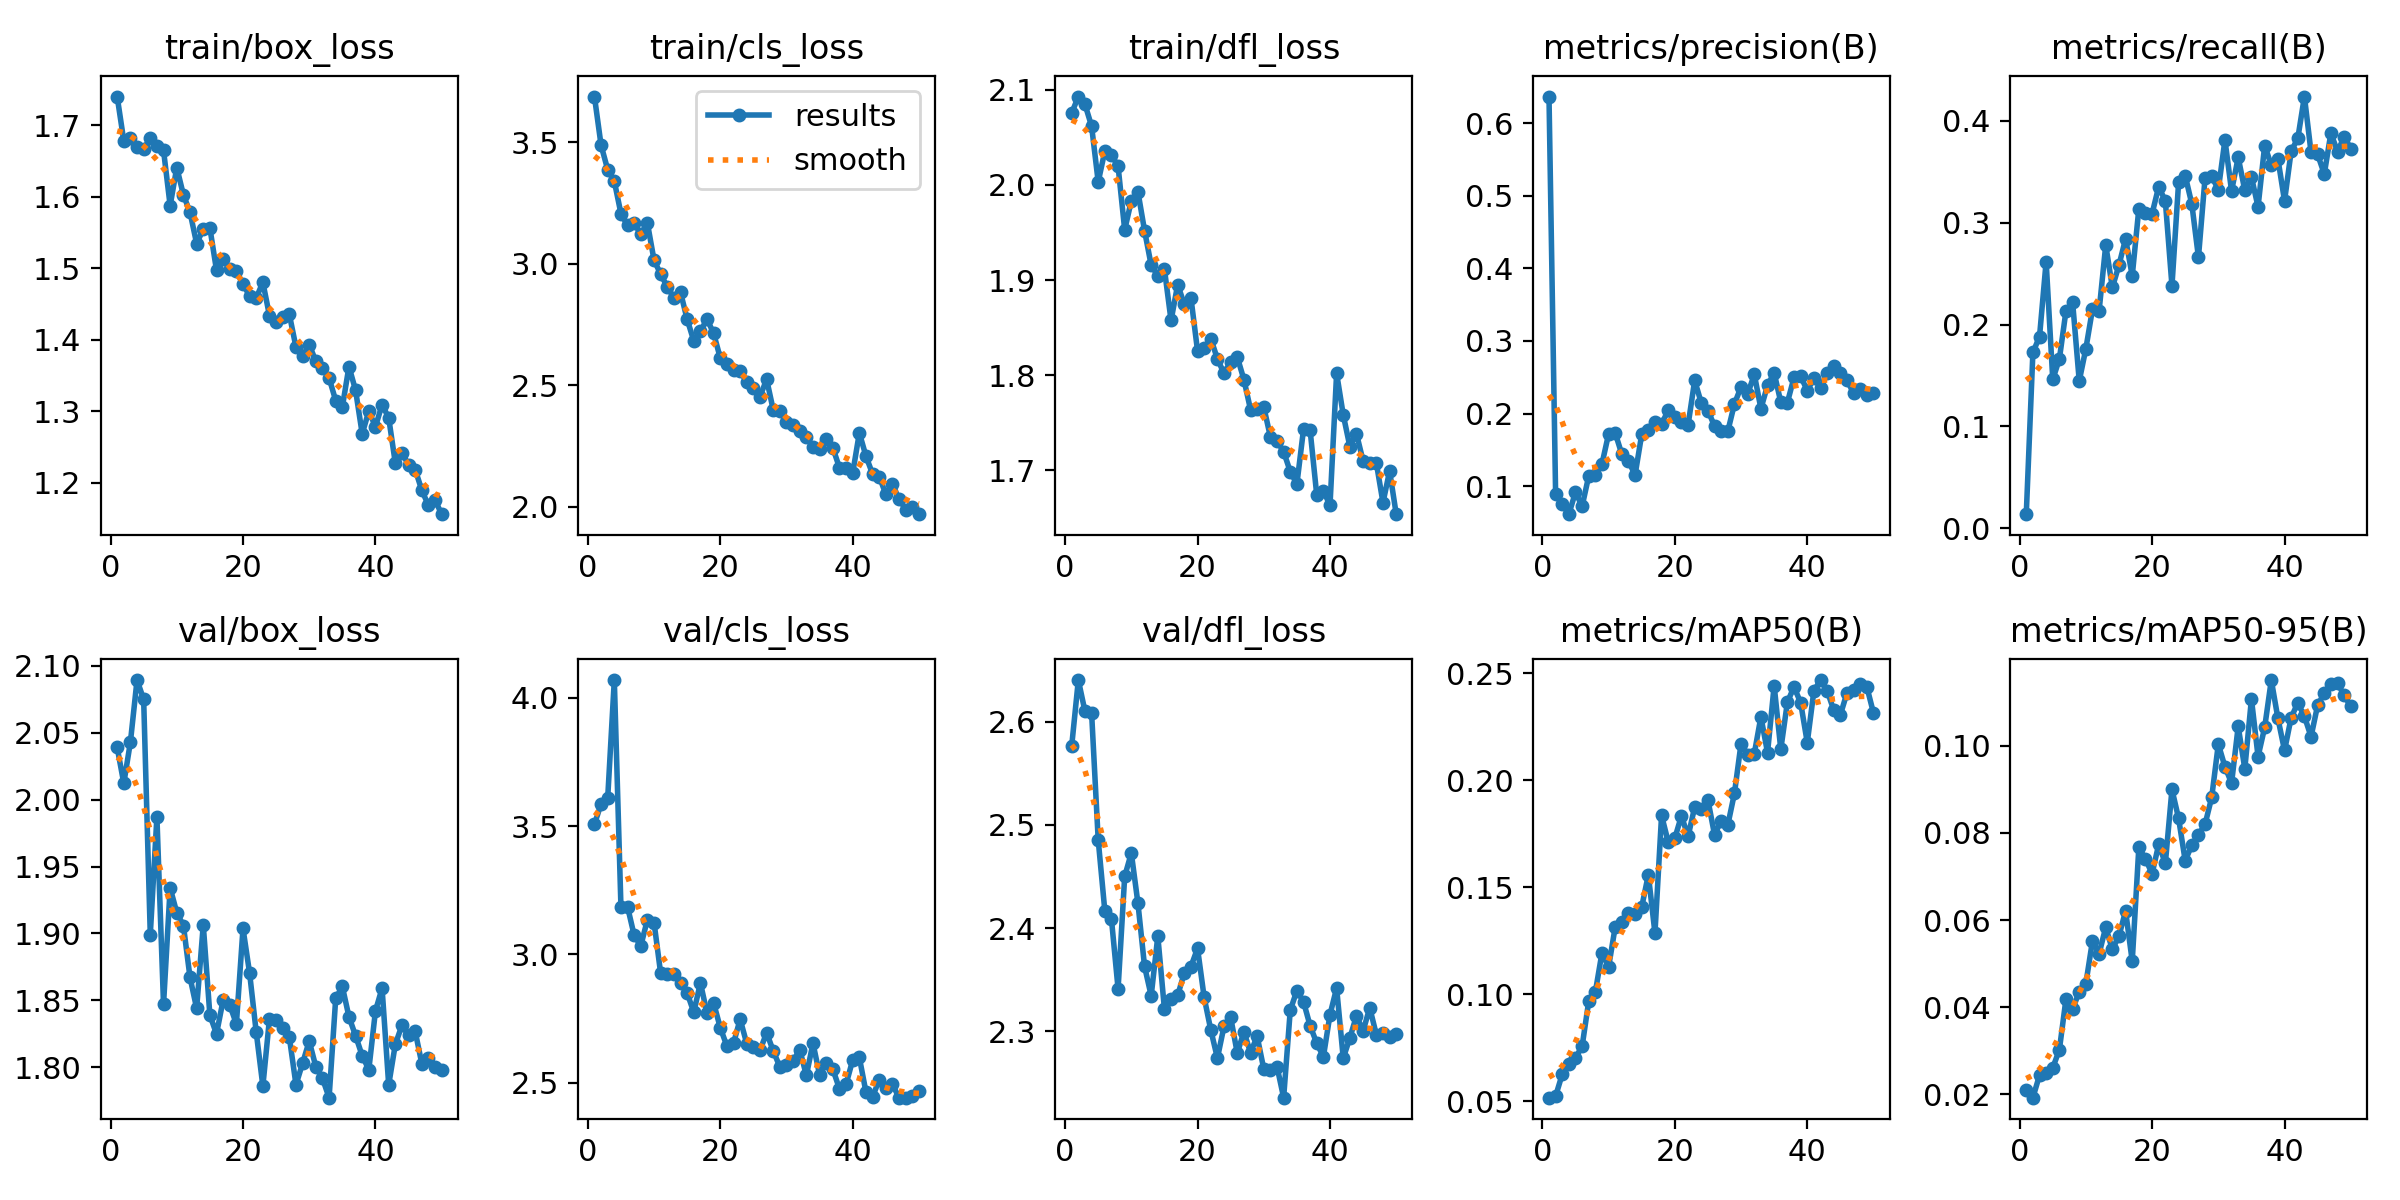 train/box_loss
1.7
1.6
1.5
1.4
1.3
1.2
0 20 40
train/cls_loss
results
smooth
3.5
3.0
2.5
2.0
0 20 40
train/dfl_loss
2.1
2.0
1.9
1.8
1.7
0 20 40
metrics/precision(B)
0.6
0.5
0.4
0.3
0.2
0.1
0 20 40
metrics/recall(B)
0.4
0.3
0.2
0.1
0.0
0 20 40
val/box_loss
2.10
2.05
2.00
1.95
1.90
1.85
1.80
0 20 40
val/cls_loss
4.0
3.5
3.0
2.5
0 20 40
val/dfl_loss
2.6
2.5
2.4
2.3
0 20 40
metrics/mAP50(B)
0.25
0.20
0.15
0.10
0.05
0 20 40
metrics/mAP50-95(B)
0.10
0.08
0.06
0.04
0.02
0 20 40